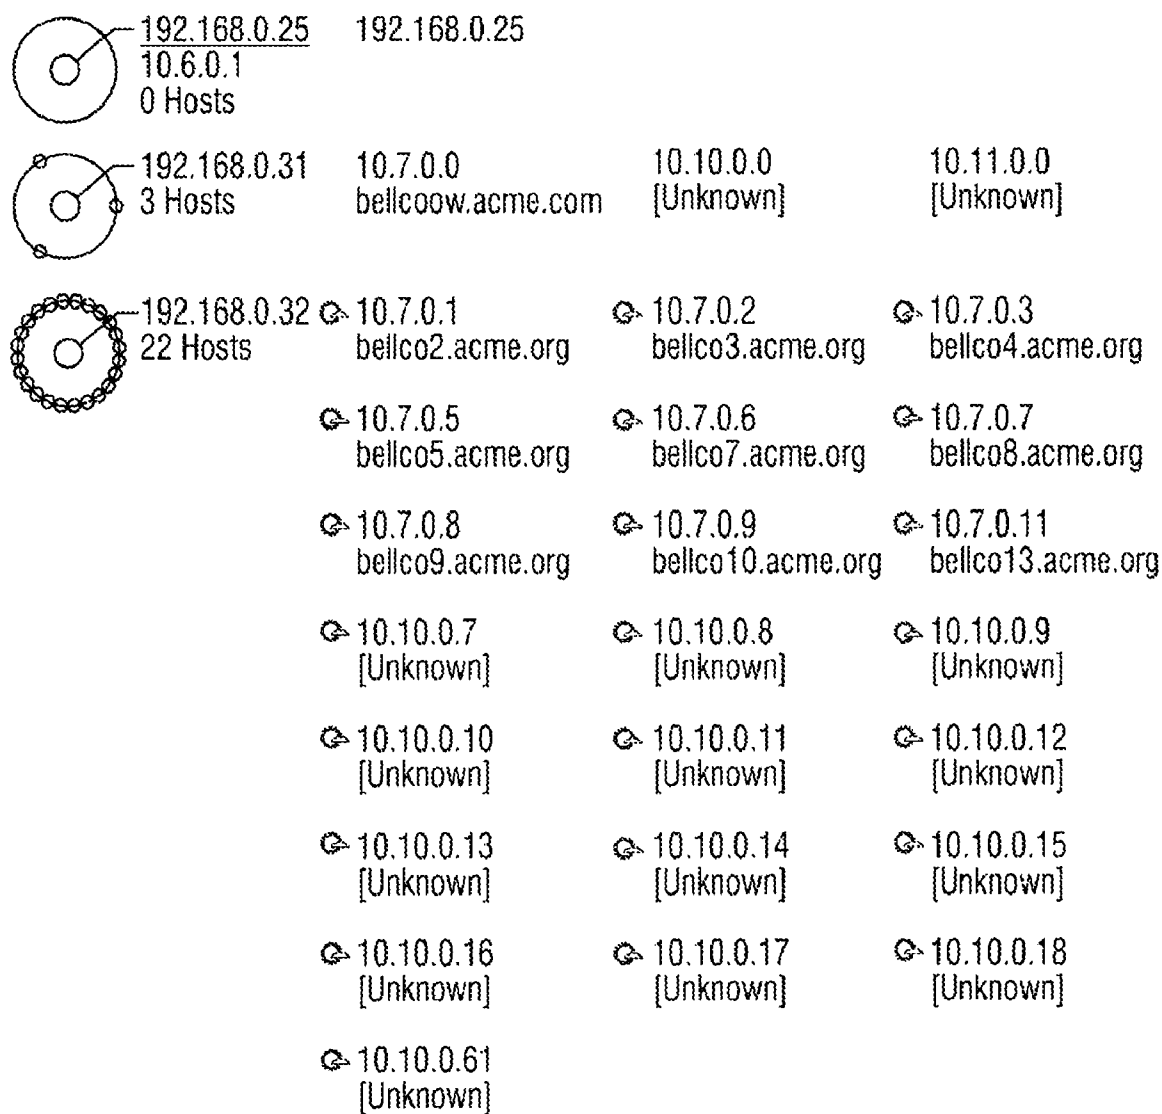 192.168.0.25 192.168.0.25
10.6.0.1
0 Hosts
192.168.0.31 10.7.0.0 10.10.0.0 10.11.0.0
3 Hosts bellcoow.acme.com [Unknown] [Unknown]
192.168.0.32 10.7.0.1 10.7.0.2 10.7.0.3
22 Hosts bellco2.acme.org bellco3.acme.org bellco4.acme.org
10.7.0.5 10.7.0.6 10.7.0.7
bellco5.acme.org bellco7.acme.org bellco8.acme.org
10.7.0.8 10.7.0.9 10.7.0.11
bellco9.acme.org bellco10.acme.org bellco13.acme.org
10.10.0.7 10.10.0.8 10.10.0.9
[Unknown] [Unknown] [Unknown]
10.10.0.10 10.10.0.11 10.10.0.12
[Unknown] [Unknown] [Unknown]
10.10.0.13 10.10.0.14 10.10.0.15
[Unknown] [Unknown] [Unknown]
10.10.0.16 10.10.0.17 10.10.0.18
[Unknown] [Unknown] [Unknown]
10.10.0.61
[Unknown]